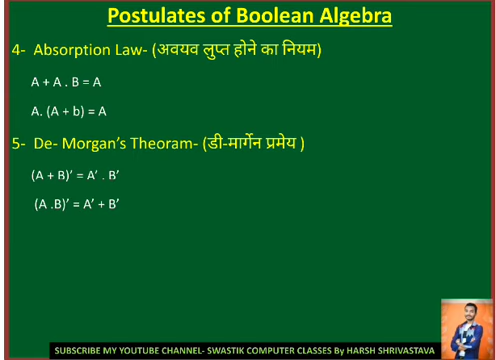 Postulates of Boolean Algebra
4- Absorption Law- (अवयव लुप्त होने का नियम)
A + A . B = A
A. (A + b) = A
5- De- Morgan’s Theoram- (डी-मार्गेन प्रमेय )
(A + B)’ = A’ . B’
(A .B)’ = A’ + B’
SUBSCRIBE MY YOUTUBE CHANNEL- SWASTIK COMPUTER CLASSES By HARSH SHRIVASTAVA